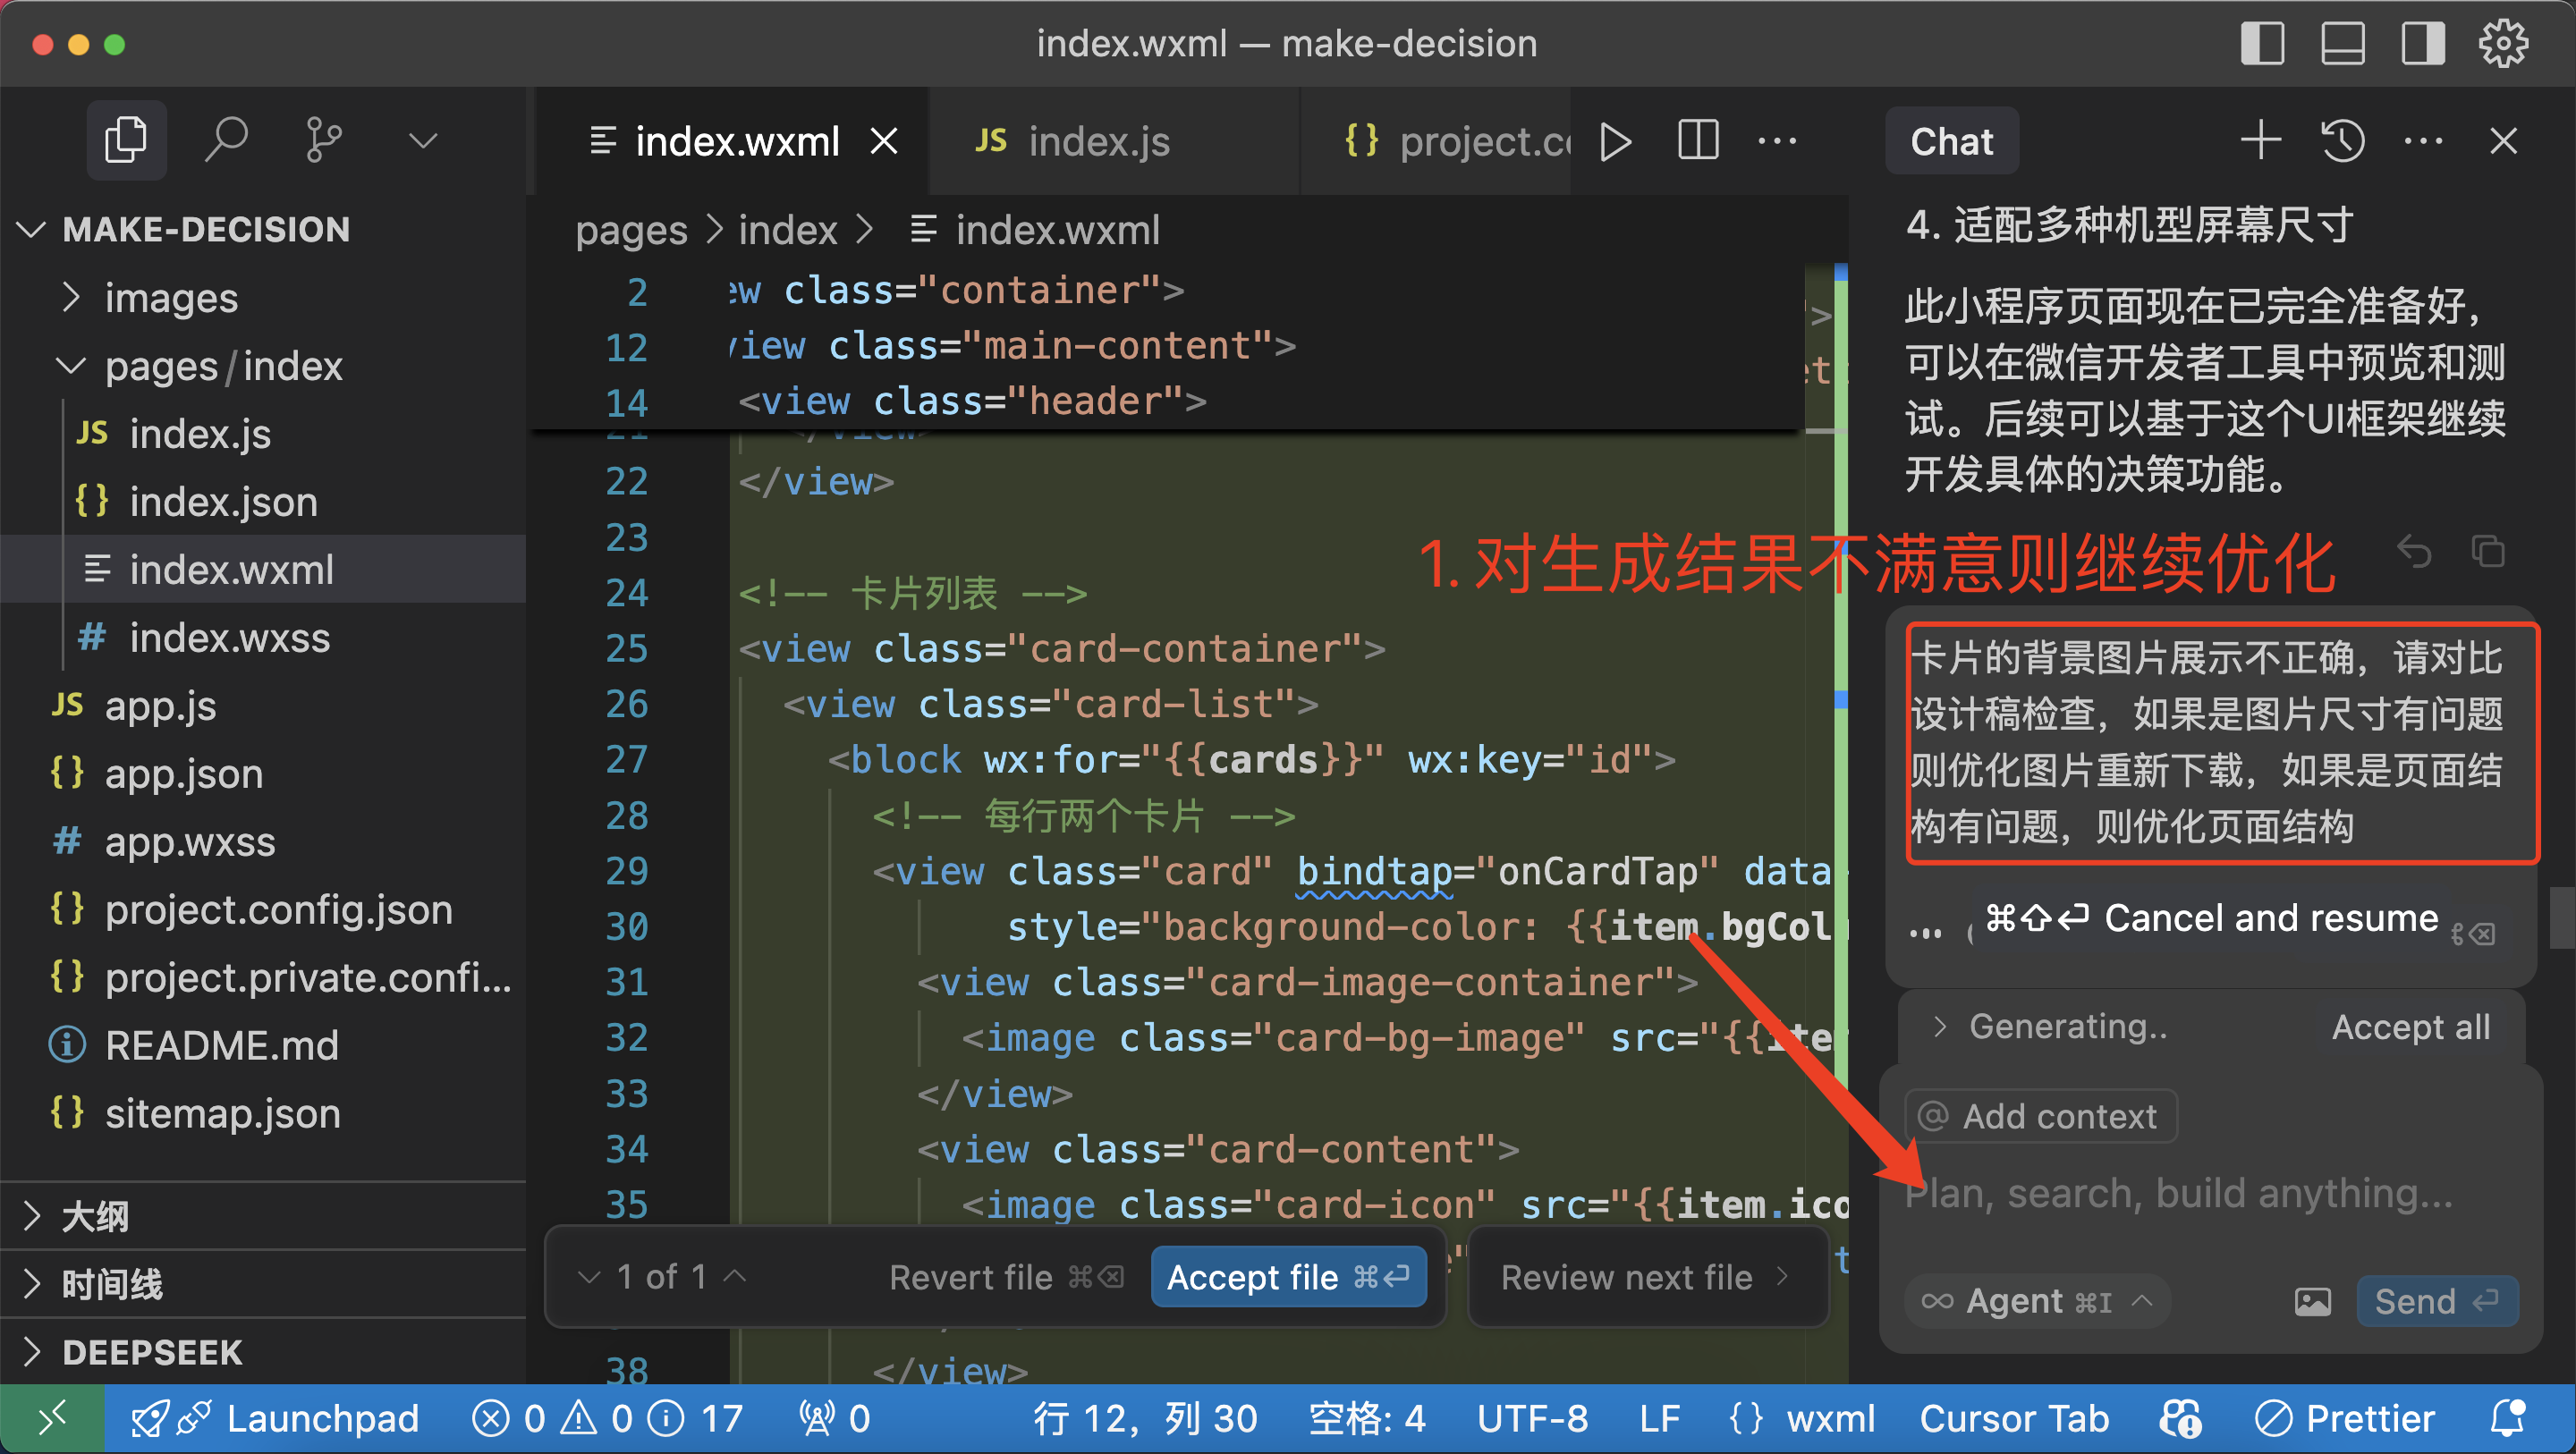 index.wxml — make-decision
index.wxml
JS index.js
{} project.co
Chat
MAKE-DECISION
images
pages/index
JS index.js
{} index.json
index.wxml
# index.wxss
JS app.js
{} app.json
# app.wxss
{} project.config.json
{} project.private.confi...
README.md
{} sitemap.json
大纲
时间线
DEEPSEEK
pages > index > index.wxml
2 ew class="container">
12 view class="main-content">
14 <view class="header">
21 </view>
22 </view>
23
24 <!-- 卡片列表 -->
25 <view class="card-container">
26 <view class="card-list">
27 <block wx:for="{{cards}}" wx:key="id">
28 <!-- 每行两个卡片 -->
29 <view class="card" bindtap="onCardTap" data-
30 style="background-color: {{item.bgCol
31 <view class="card-image-container">
32 <image class="card-bg-image" src="{{ite
33 </view>
34 <view class="card-content">
35 <image class="card-icon" src="{{item.ico
38 </view>
1 of 1
Revert file ⌘⌫
Accept file ⌘⏎
Review next file >
4. 适配多种机型屏幕尺寸
此小程序页面现在已完全准备好，
可以在微信开发者工具中预览和测
试。后续可以基于这个UI框架继续
开发具体的决策功能。
1. 对生成结果不满意则继续优化
卡片的背景图片展示不正确，请对比
设计稿检查，如果是图片尺寸有问题
则优化图片重新下载，如果是页面结
构有问题，则优化页面结构
⌘⇧⏎ Cancel and resume
> Generating..
Accept all
@ Add context
Plan, search, build anything...
∞ Agent ⌘I
Send ⏎
Launchpad
0
0
17
0
行 12，列 30
空格: 4
UTF-8
LF
{} wxml
Cursor Tab
Prettier